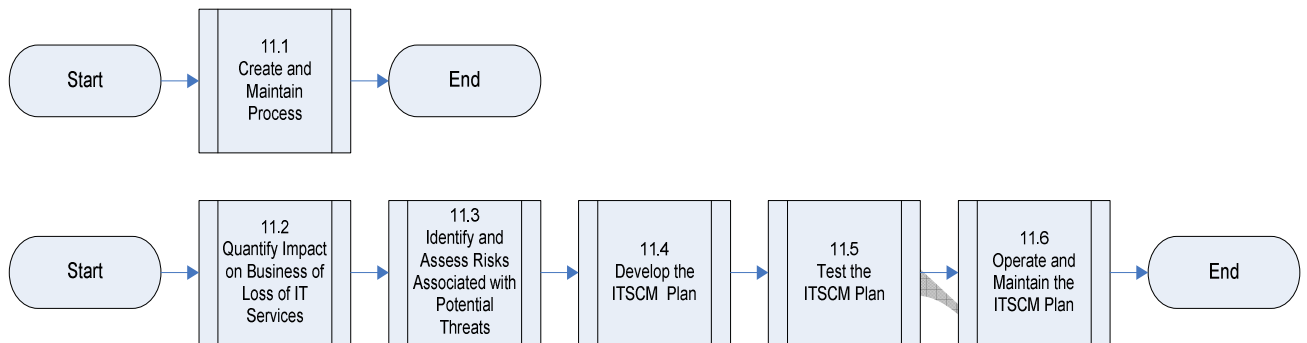 Start
11.1
Create and
Maintain
Process
End
Start
11.2
Quantify Impact
on Business of
Loss of IT
Services
11.3
Identify and
Assess Risks
Associated with
Potential
Threats
11.4
Develop the
ITSCM Plan
11.5
Test the
ITSCM Plan
11.6
Operate and
Maintain the
ITSCM Plan
End